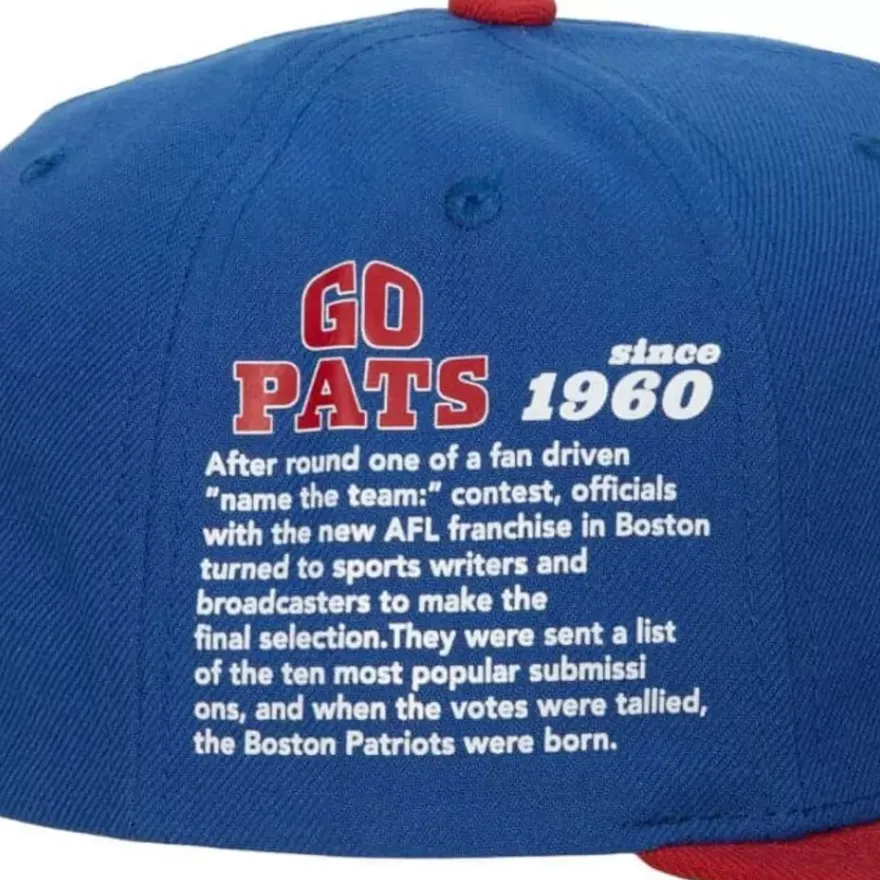 GO
PATS
since
1960
After round one of a fan driven
"name the team:" contest, officials
with the new AFL franchise in Boston
turned to sports writers and
broadcasters to make the
final selection.They were sent a list
of the ten most popular submissi
ons, and when the votes were tallied,
the Boston Patriots were born.